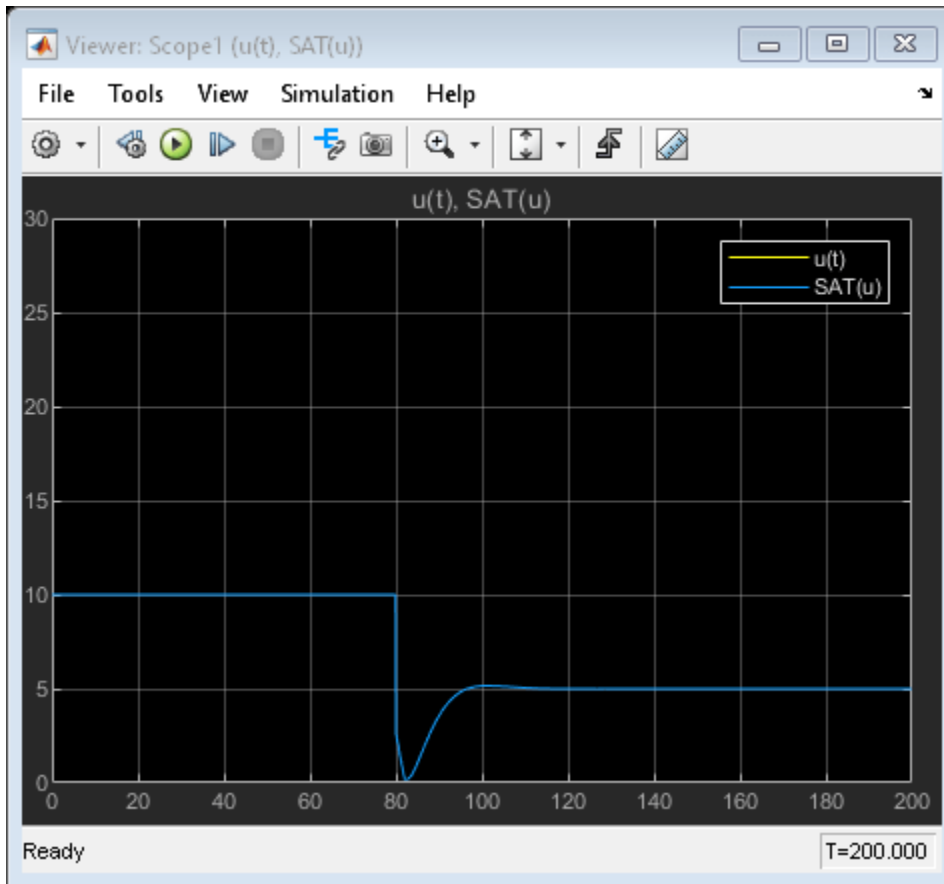 Viewer: Scope1 (u(t), SAT(u))
File Tools View Simulation Help
u(t), SAT(u)
30
u(t)
SAT(u)
25
20
15
10
5
0
0 20 40 60 80 100 120 140 160 180 200
Ready T=200.000